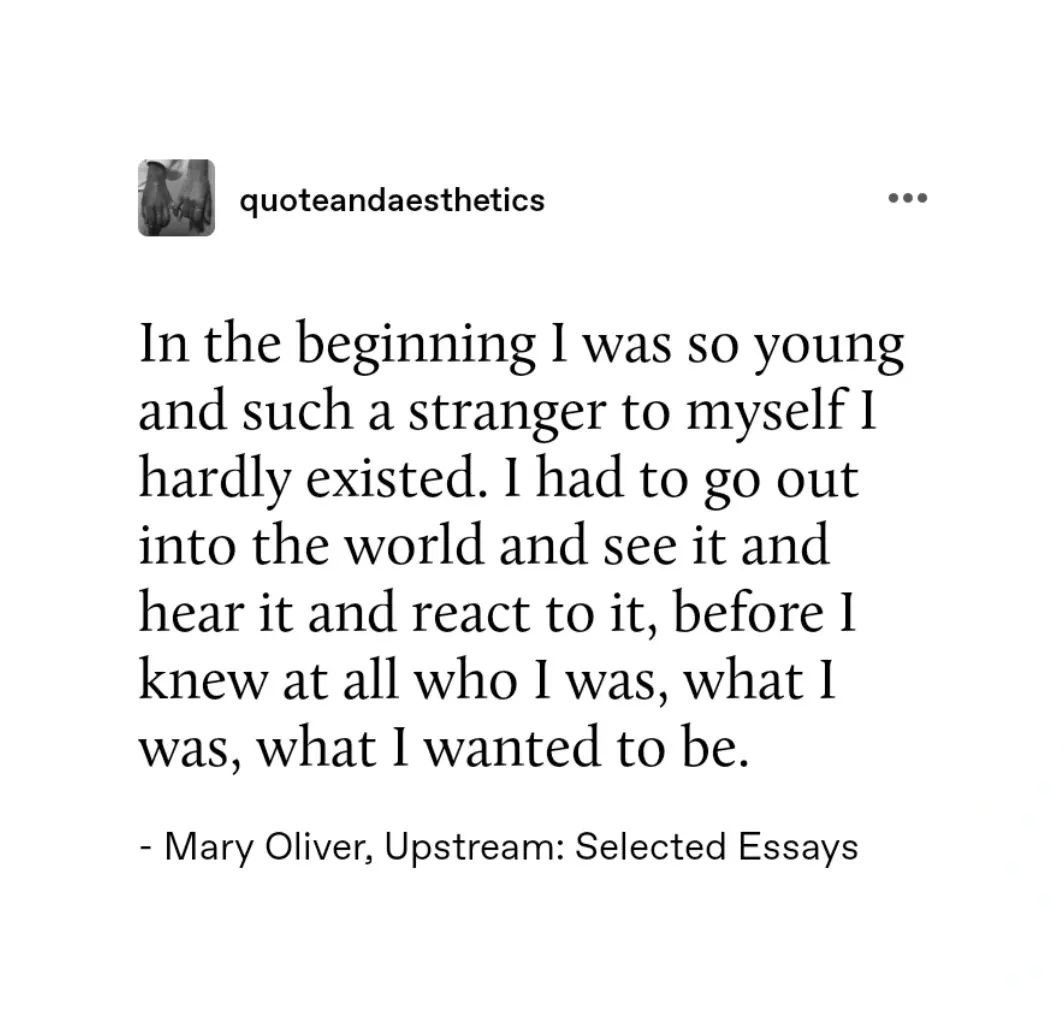 quoteandaesthetics
In the beginning I was so young
and such a stranger to myself I
hardly existed. I had to go out
into the world and see it and
hear it and react to it, before I
knew at all who I was, what I
was, what I wanted to be.
- Mary Oliver, Upstream: Selected Essays